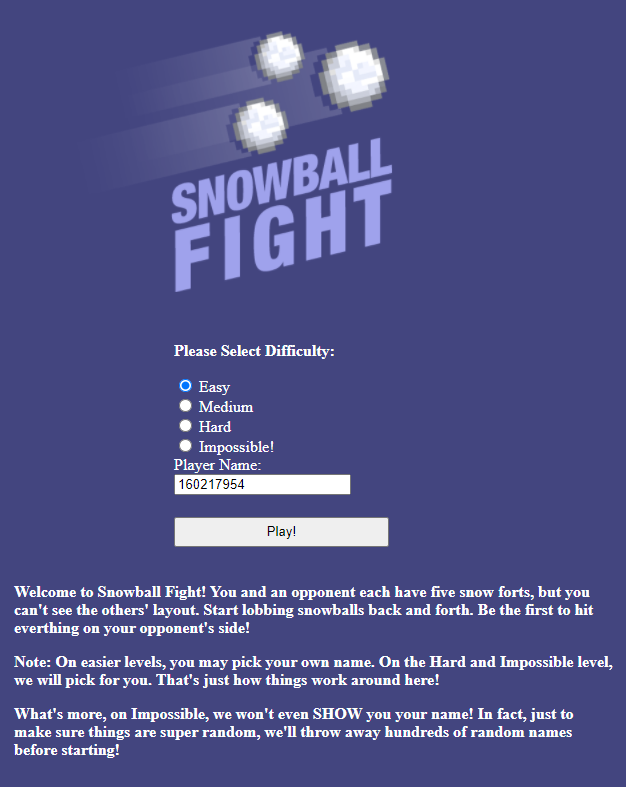 SNOWBALL
FIGHT
Please Select Difficulty:
Easy
Medium
Hard
Impossible!
Player Name:
160217954
Play!
Welcome to Snowball Fight! You and an opponent each have five snow forts, but you
can't see the others' layout. Start lobbing snowballs back and forth. Be the first to hit
everthing on your opponent's side!
Note: On easier levels, you may pick your own name. On the Hard and Impossible level,
we will pick for you. That's just how things work around here!
What's more, on Impossible, we won't even SHOW you your name! In fact, just to
make sure things are super random, we'll throw away hundreds of random names
before starting!